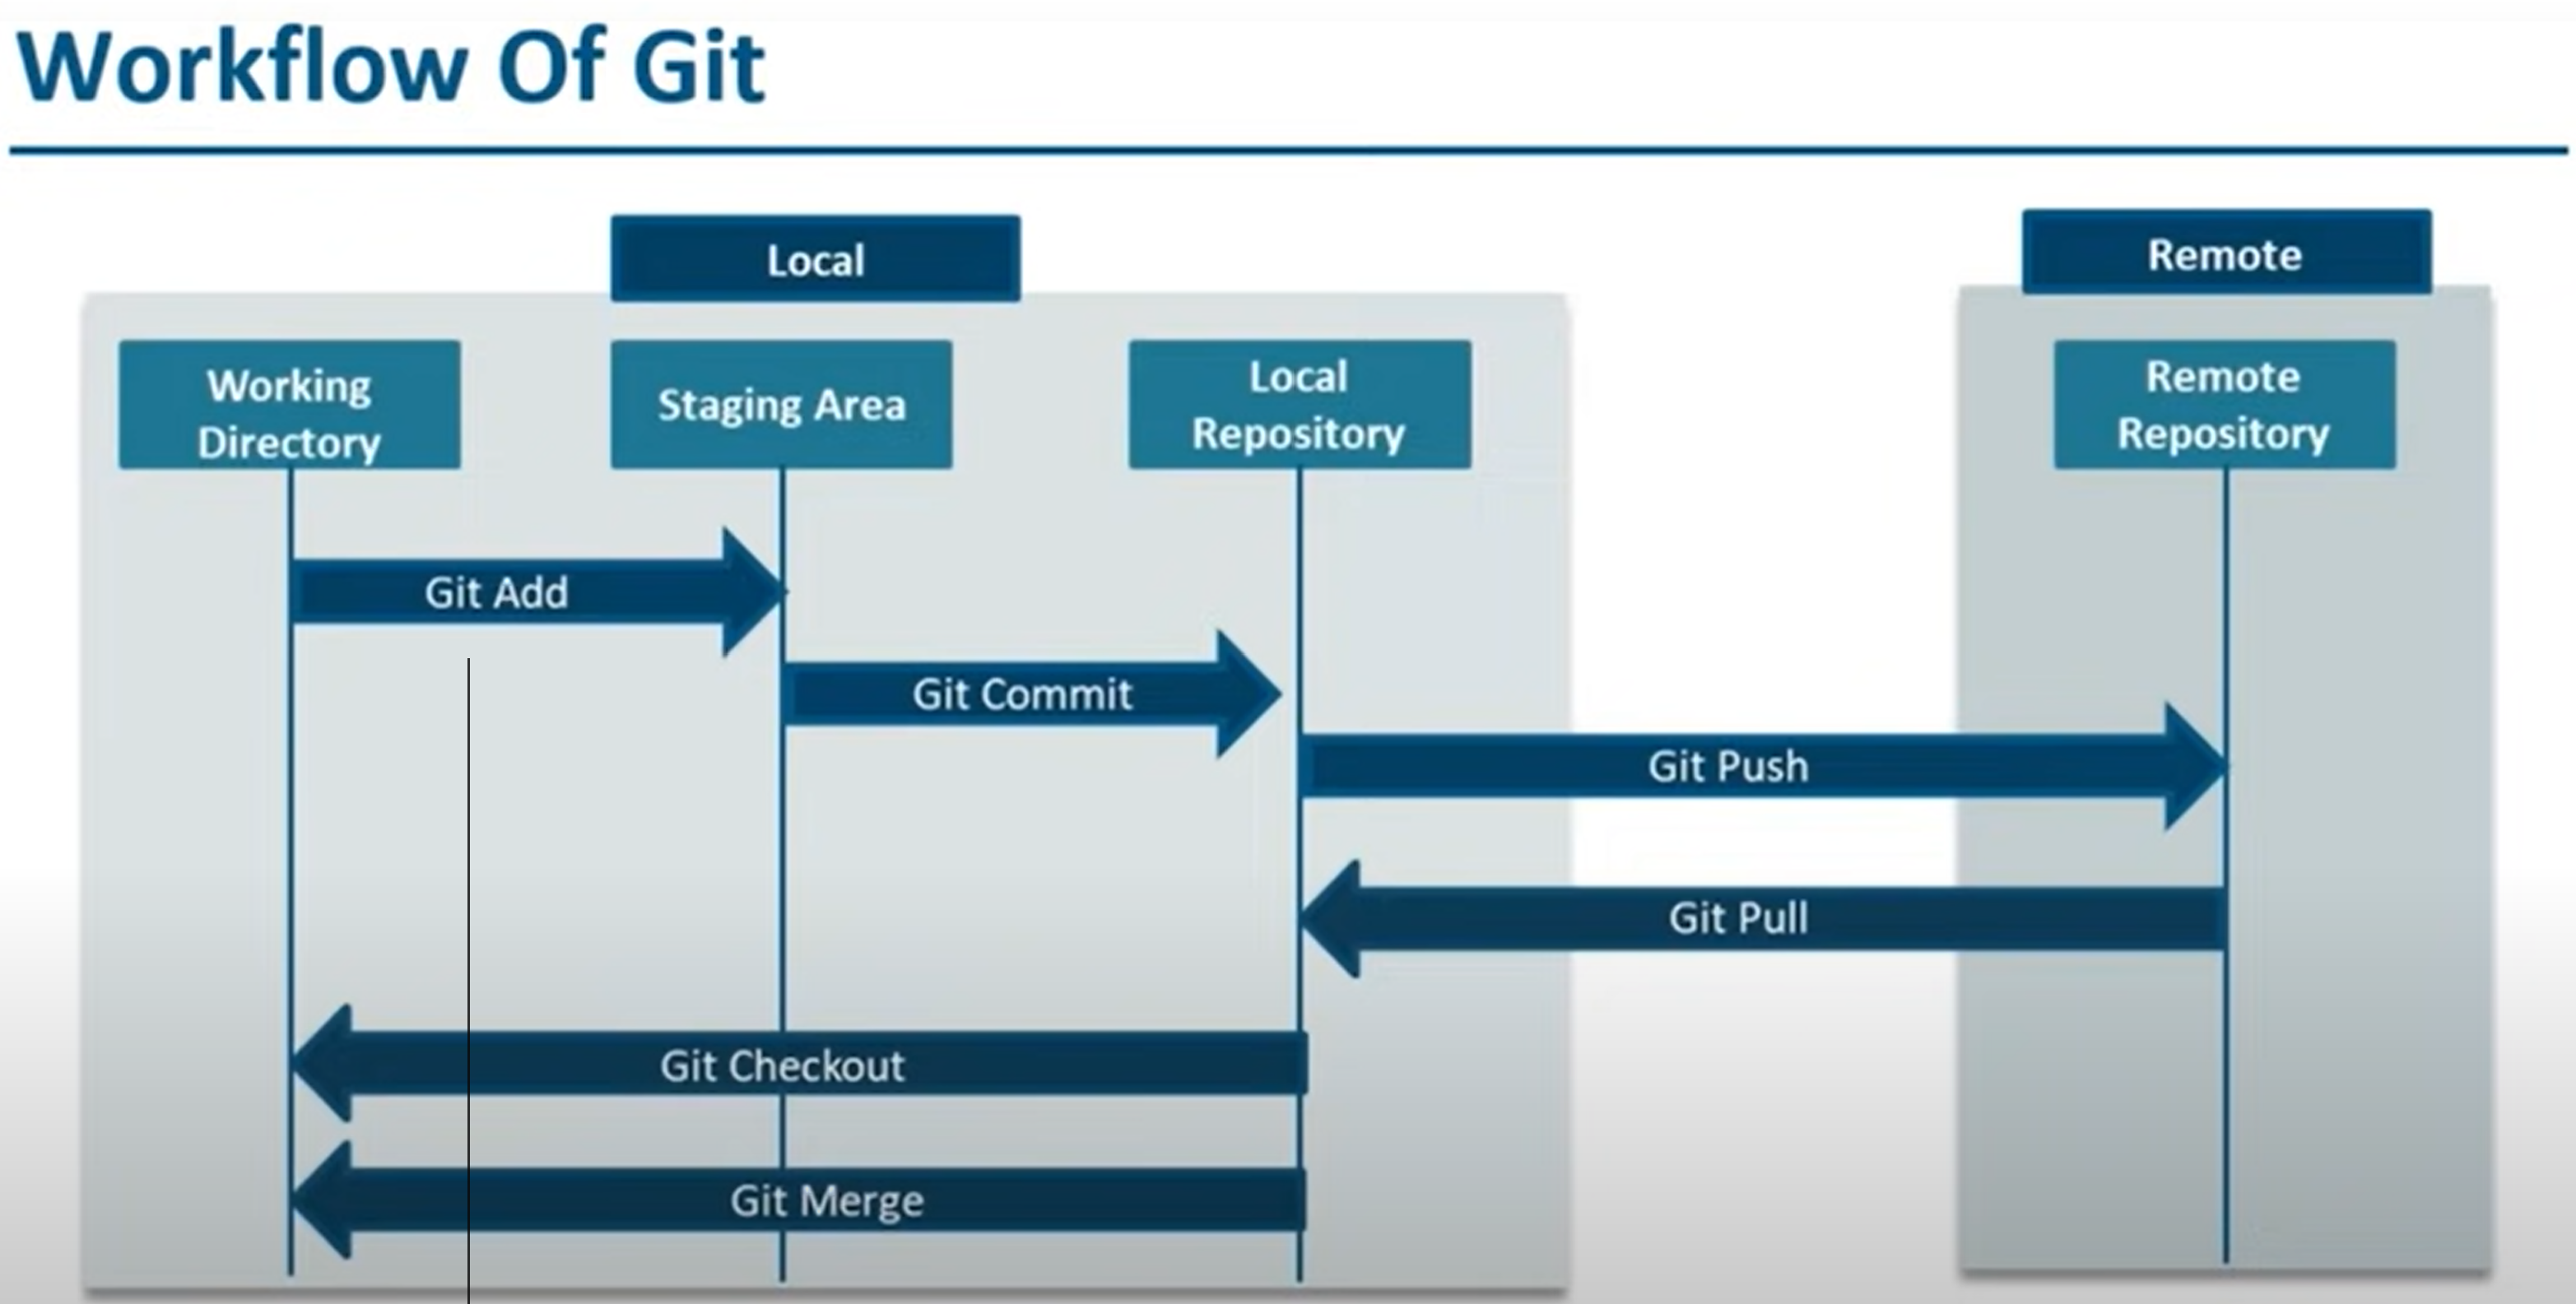 Workflow Of Git
Local
Remote
Working
Directory
Staging Area
Local
Repository
Remote
Repository
Git Add
Git Commit
Git Push
Git Pull
Git Checkout
Git Merge